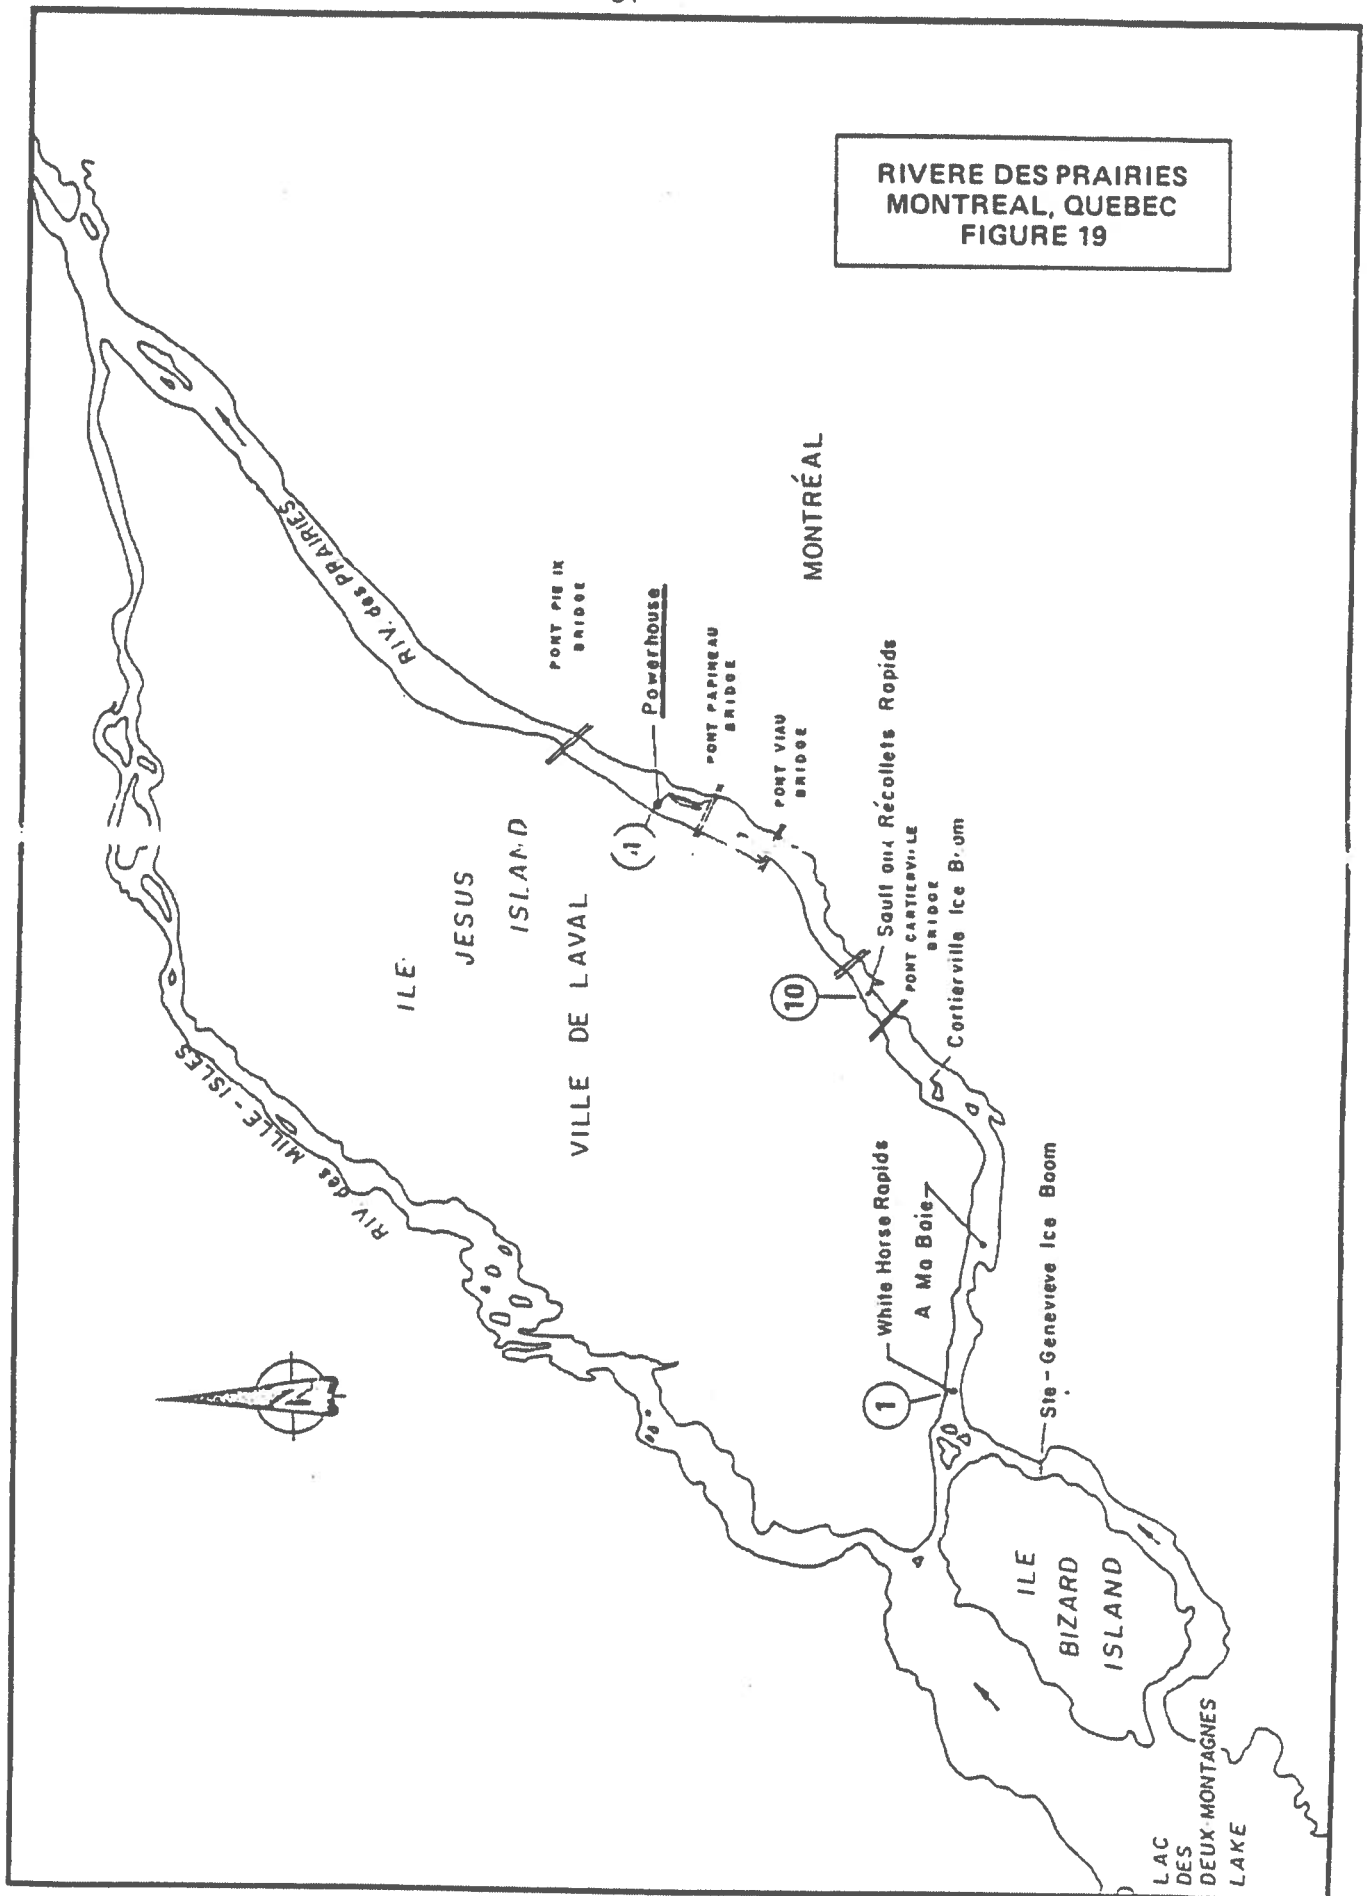 RIVERE DES PRAIRIES
MONTREAL, QUEBEC
FIGURE 19
RIV. des PRAIRIES
PONT PIE IX
BRIDGE
Powerhouse
PONT PAPINEAU
BRIDGE
PONT VIAU
BRIDGE
MONTRÉAL
Sault aux Récollets Rapids
PONT CARTIERVILLE
BRIDGE
Cartierville Ice Boom
10
ILE
JESUS
ISLAND
VILLE DE LAVAL
RIV des MILLE-ISLES
White Horse Rapids
A Ma Baie
1
Ste-Genevieve Ice Boom
N
ILE
BIZARD
ISLAND
LAC
DES
DEUX-MONTAGNES
LAKE